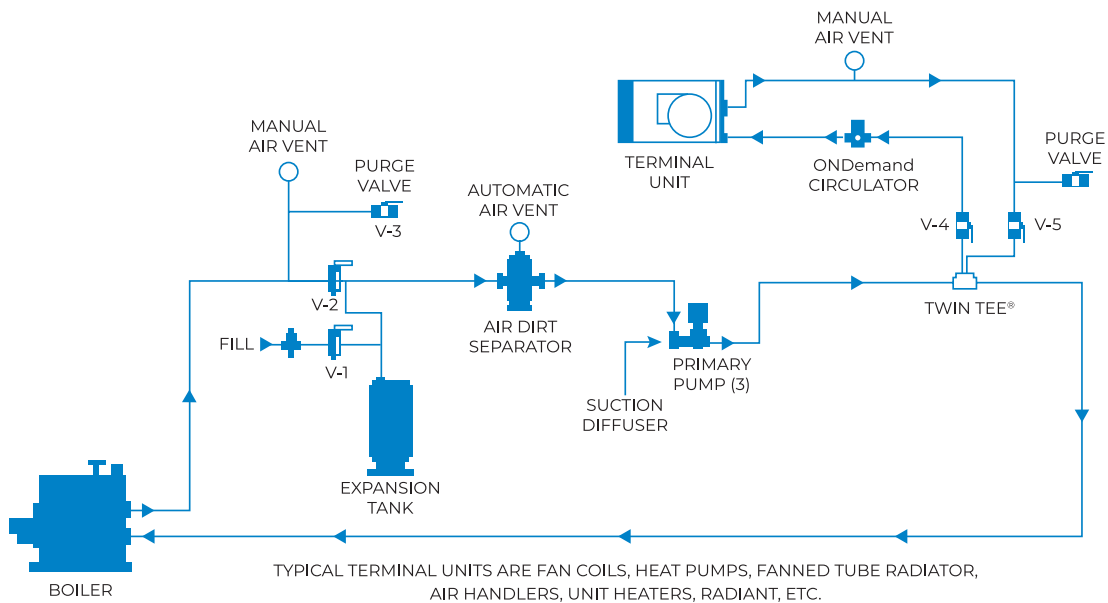 MANUAL
AIR VENT
MANUAL
AIR VENT
PURGE
VALVE
V-3
AUTOMATIC
AIR VENT
TERMINAL
UNIT
ONDemand
CIRCULATOR
PURGE
VALVE
V-4
V-5
V-2
FILL
V-1
AIR DIRT
SEPARATOR
TWIN TEE®
PRIMARY
PUMP (3)
SUCTION
DIFFUSER
EXPANSION
TANK
BOILER
TYPICAL TERMINAL UNITS ARE FAN COILS, HEAT PUMPS, FANNED TUBE RADIATOR,
AIR HANDLERS, UNIT HEATERS, RADIANT, ETC.